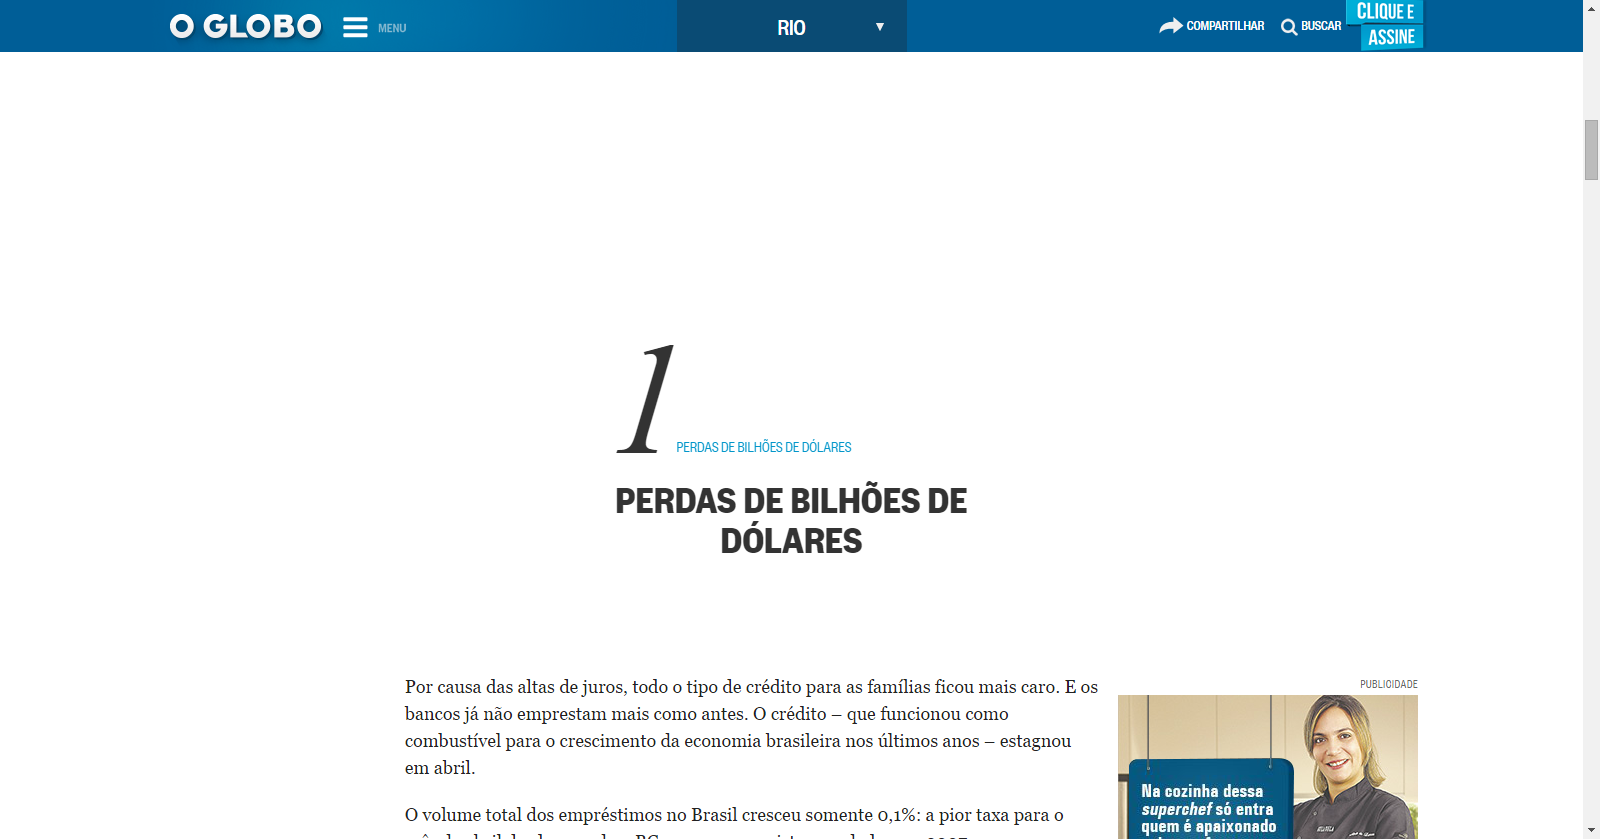 O GLOBO
MENU
RIO
COMPARTILHAR
BUSCAR
CLIQUE E
ASSINE
1
PERDAS DE BILHÕES DE DÓLARES
PERDAS DE BILHÕES DE
DÓLARES
Por causa das altas de juros, todo o tipo de crédito para as famílias ficou mais caro. E os
bancos já não emprestam mais como antes. O crédito – que funcionou como
combustível para o crescimento da economia brasileira nos últimos anos – estagnou
em abril.
O volume total dos empréstimos no Brasil cresceu somente 0,1%: a pior taxa para o
PUBLICIDADE
Na cozinha dessa
superchef só entra
quem é apaixonado